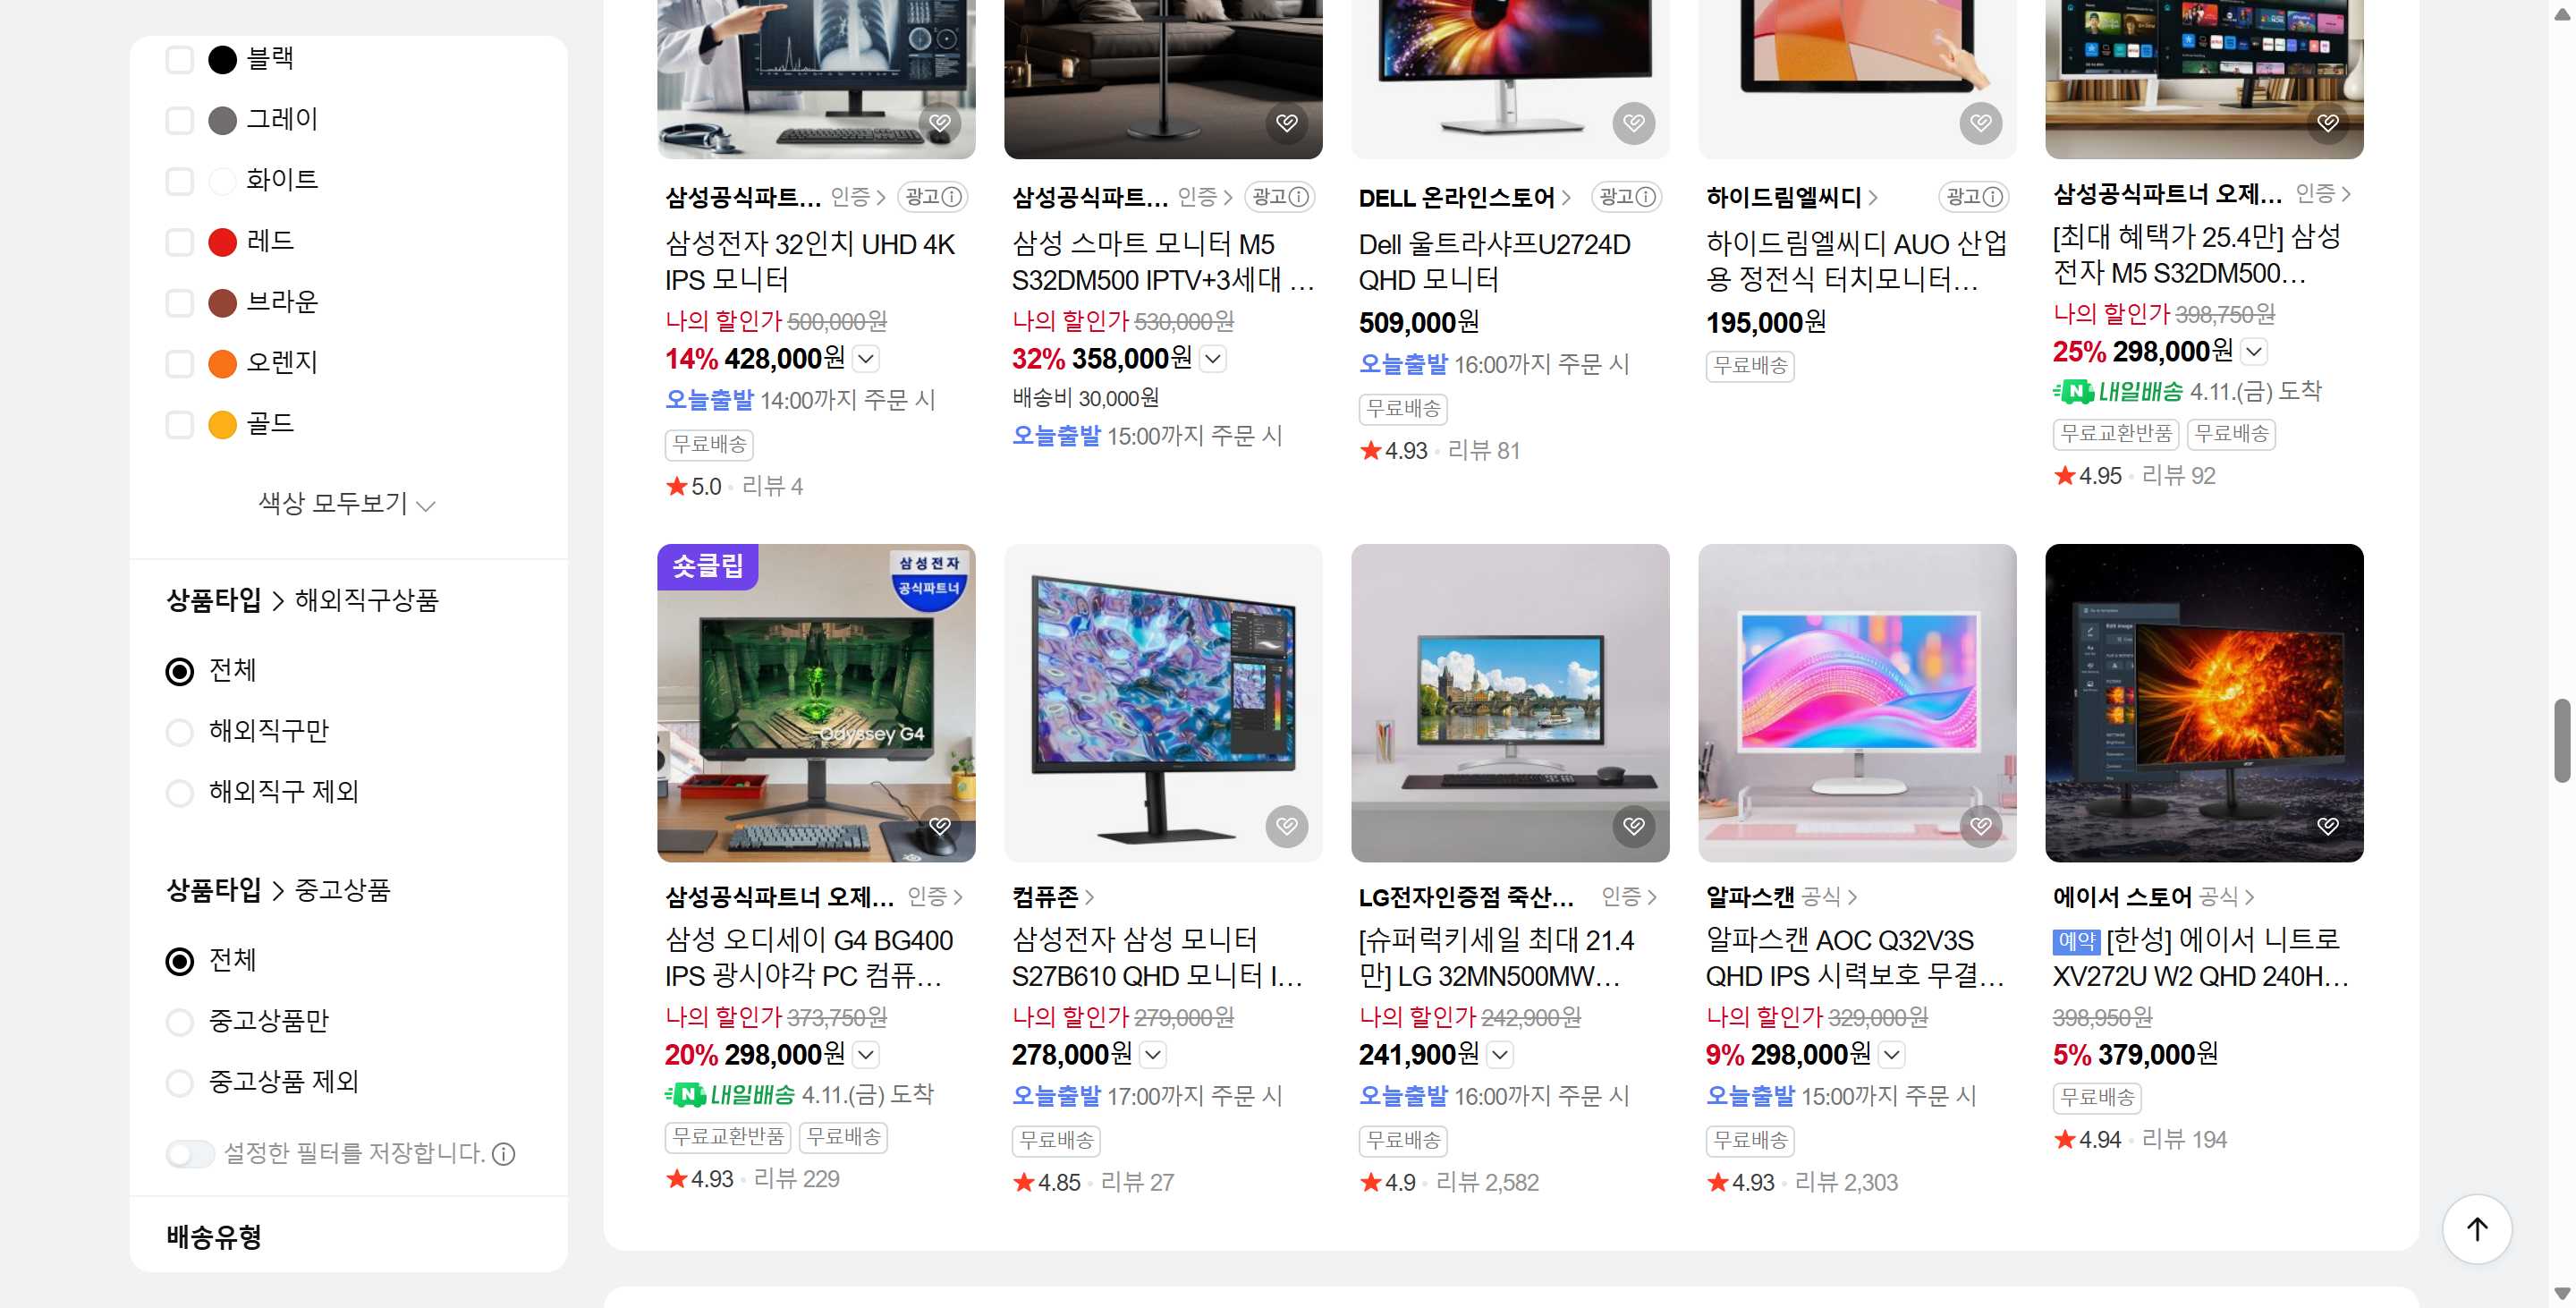 블랙
그레이
화이트
레드
브라운
오렌지
골드
색상 모두보기
상품타입 > 해외직구상품
전체
해외직구만
해외직구 제외
상품타입 > 중고상품
전체
중고상품만
중고상품 제외
설정한 필터를 저장합니다.
배송유형
삼성공식파트... 인증 광고
삼성전자 32인치 UHD 4K
IPS 모니터
나의 할인가 500,000원
14% 428,000원
오늘출발 14:00까지 주문 시
무료배송
5.0 · 리뷰 4
삼성공식파트... 인증 광고
삼성 스마트 모니터 M5
S32DM500 IPTV+3세대 ...
나의 할인가 530,000원
32% 358,000원
배송비 30,000원
오늘출발 15:00까지 주문 시
DELL 온라인스토어 광고
Dell 울트라샤프U2724D
QHD 모니터
509,000원
오늘출발 16:00까지 주문 시
무료배송
4.93 · 리뷰 81
하이드림엘씨디 광고
하이드림엘씨디 AUO 산업
용 정전식 터치모니터...
195,000원
무료배송
삼성공식파트너 오제... 인증
[최대 혜택가 25.4만] 삼성
전자 M5 S32DM500...
나의 할인가 398,750원
25% 298,000원
N 내일배송 4.11.(금) 도착
무료교환반품 무료배송
4.95 · 리뷰 92
숏클립
삼성전자
공식파트너
Odyssey G4
삼성공식파트너 오제... 인증
삼성 오디세이 G4 BG400
IPS 광시야각 PC 컴퓨...
나의 할인가 373,750원
20% 298,000원
N 내일배송 4.11.(금) 도착
무료교환반품 무료배송
4.93 · 리뷰 229
컴퓨존
삼성전자 삼성 모니터
S27B610 QHD 모니터 I...
나의 할인가 279,000원
278,000원
오늘출발 17:00까지 주문 시
무료배송
4.85 · 리뷰 27
LG전자인증점 죽산... 인증
[슈퍼럭키세일 최대 21.4
만] LG 32MN500MW...
나의 할인가 242,900원
241,900원
오늘출발 16:00까지 주문 시
무료배송
4.9 · 리뷰 2,582
알파스캔 공식
알파스캔 AOC Q32V3S
QHD IPS 시력보호 무결...
나의 할인가 329,000원
9% 298,000원
오늘출발 15:00까지 주문 시
무료배송
4.93 · 리뷰 2,303
에이서 스토어 공식
예약 [한성] 에이서 니트로
XV272U W2 QHD 240H...
398,950원
5% 379,000원
무료배송
4.94 · 리뷰 194